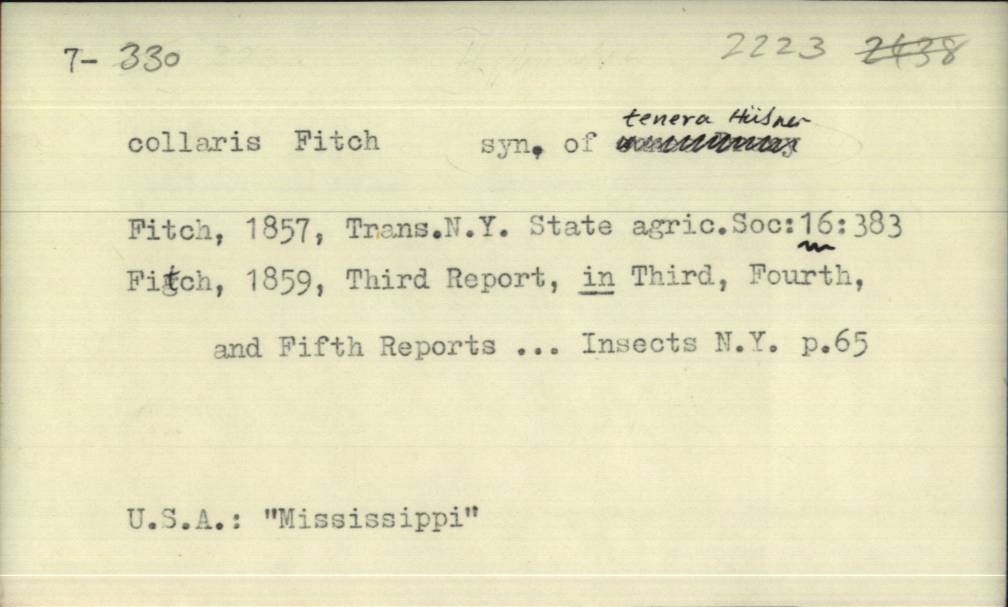 7- 330 2223 2438
tenera Hübner
collaris Fitch syn. of
Fitch, 1857, Trans.N.Y. State agric.Soc:16:383
Fitch, 1859, Third Report, in Third, Fourth,
and Fifth Reports ... Insects N.Y. p.65
U.S.A.: "Mississippi"